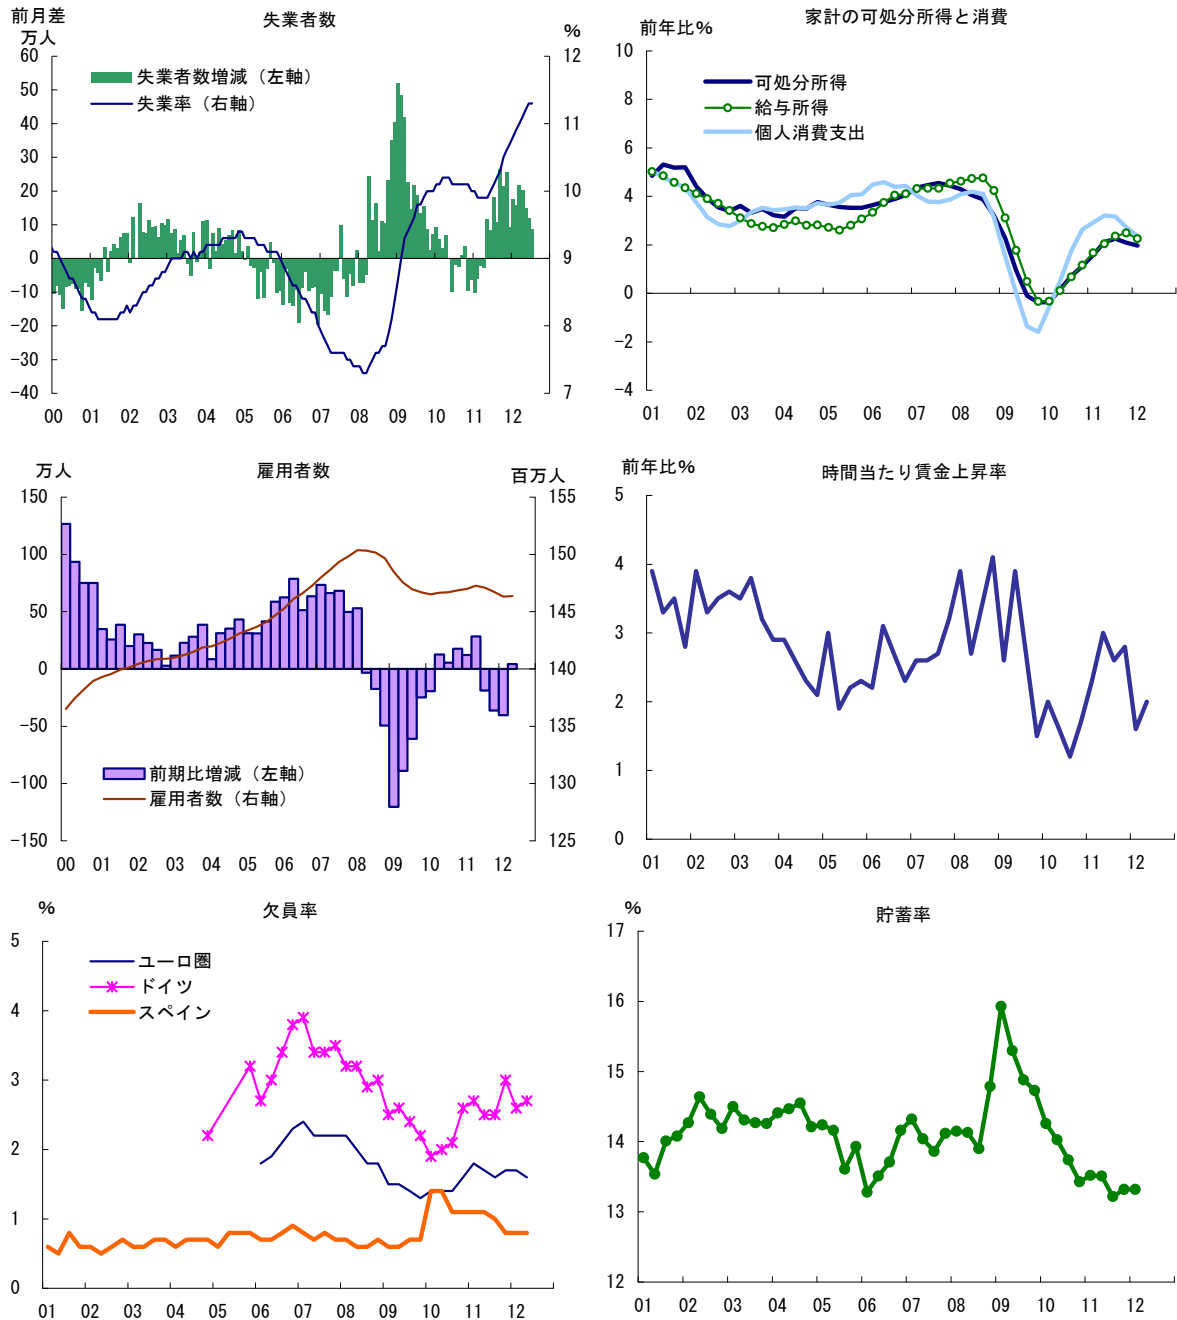 失業者数
前月差
万人
%
60
50
40
30
20
10
0
-10
-20
-30
-40
12
11
10
9
8
7
失業者数増減（左軸）
失業率（右軸）
00 01 02 03 04 05 06 07 08 09 10 11 12
家計の可処分所得と消費
前年比%
10
8
6
4
2
0
-2
-4
可処分所得
給与所得
個人消費支出
01 02 03 04 05 06 07 08 09 10 11 12
雇用者数
万人
百万人
150
100
50
0
-50
-100
-150
155
150
145
140
135
130
125
前期比増減（左軸）
雇用者数（右軸）
00 01 02 03 04 05 06 07 08 09 10 11 12
時間当たり賃金上昇率
前年比%
5
4
3
2
1
0
01 02 03 04 05 06 07 08 09 10 11 12
欠員率
%
5
4
3
2
1
0
ユーロ圏
ドイツ
スペイン
01 02 03 04 05 06 07 08 09 10 11 12
貯蓄率
%
17
16
15
14
13
12
01 02 03 04 05 06 07 08 09 10 11 12